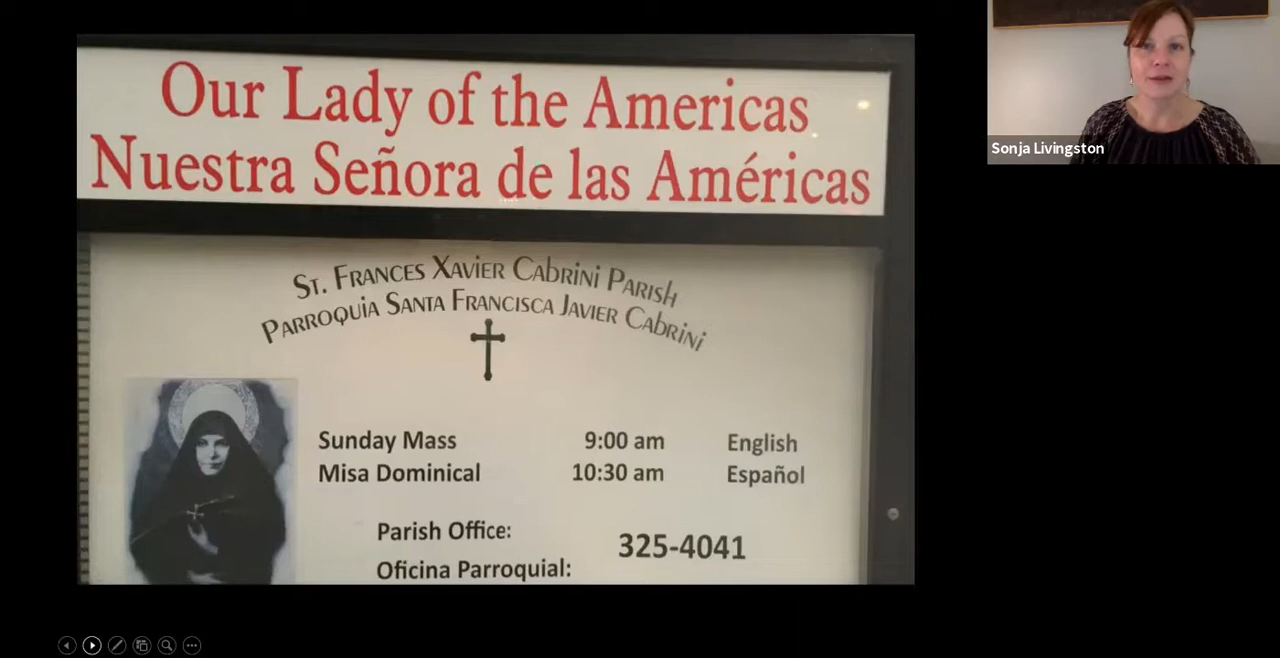 Our Lady of the Americas
Nuestra Señora de las Américas
St. Frances Xavier Cabrini Parish
Parroquia Santa Francisca Javier Cabrini
Sunday Mass 9:00 am English
Misa Dominical 10:30 am Español
Parish Office:
325-4041
Oficina Parroquial:
Sonja Livingston